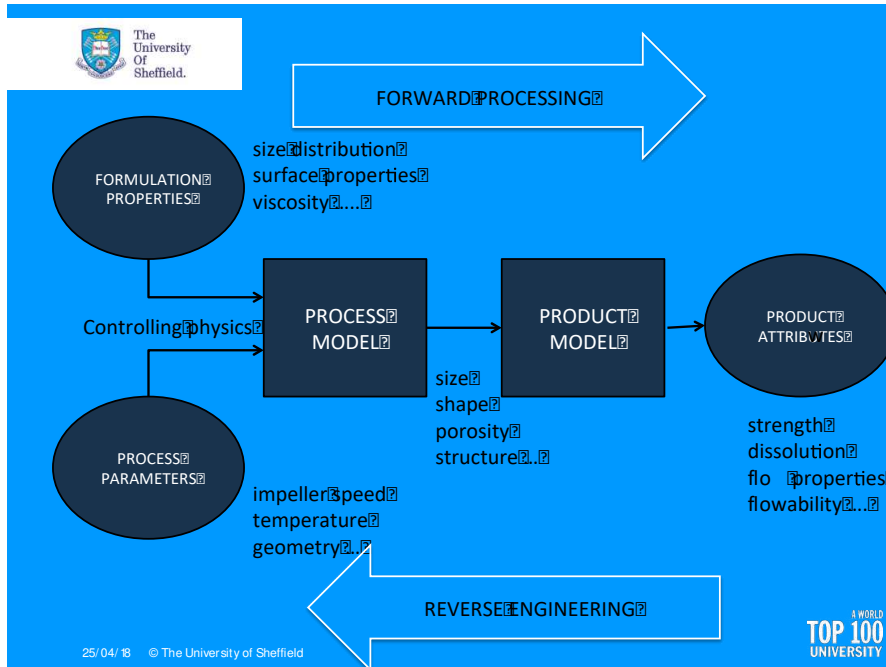 The
University
Of
Sheffield.
FORWARD PROCESSING
size distribution
surface properties
viscosity.....
FORMULATION
PROPERTIES
Controlling physics
PROCESS
MODEL
PRODUCT
MODEL
PRODUCT
ATTRIBUTES
size
shape
porosity
structure...
PROCESS
PARAMETERS
impeller speed
temperature
geometry...
strength
dissolution
flo properties
flowability...
REVERSE ENGINEERING
25/04/18 © The University of Sheffield
A WORLD
TOP 100
UNIVERSITY